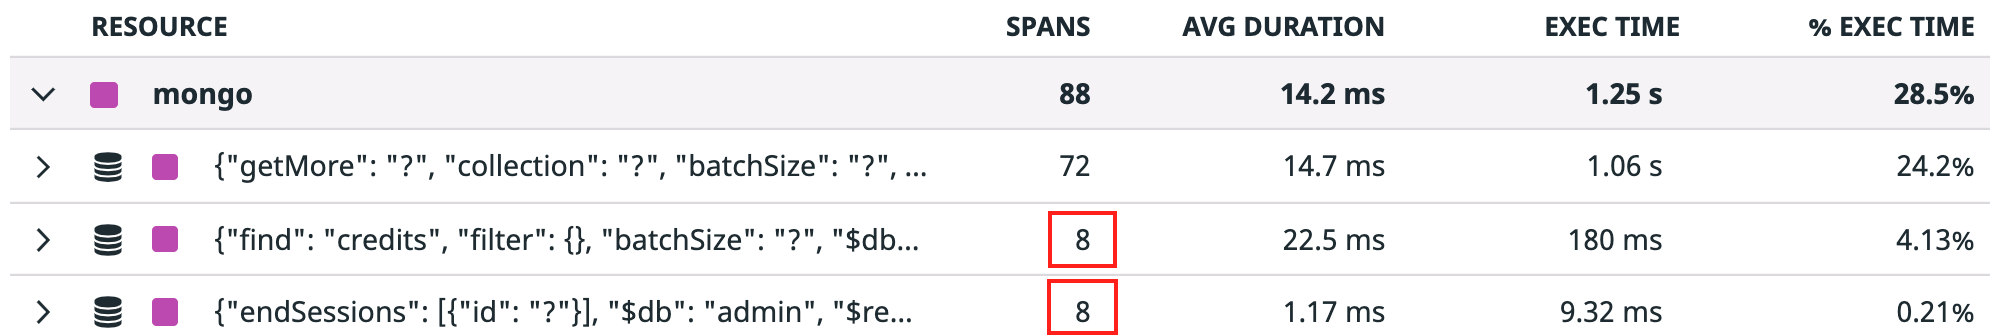 RESOURCE SPANS AVG DURATION EXEC TIME % EXEC TIME
mongo 88 14.2 ms 1.25 s 28.5%
{"getMore": "?", "collection": "?", "batchSize": "?", ... 72 14.7 ms 1.06 s 24.2%
{"find": "credits", "filter": {}, "batchSize": "?", "$db... 8 22.5 ms 180 ms 4.13%
{"endSessions": [{"id": "?"}], "$db": "admin", "$re... 8 1.17 ms 9.32 ms 0.21%